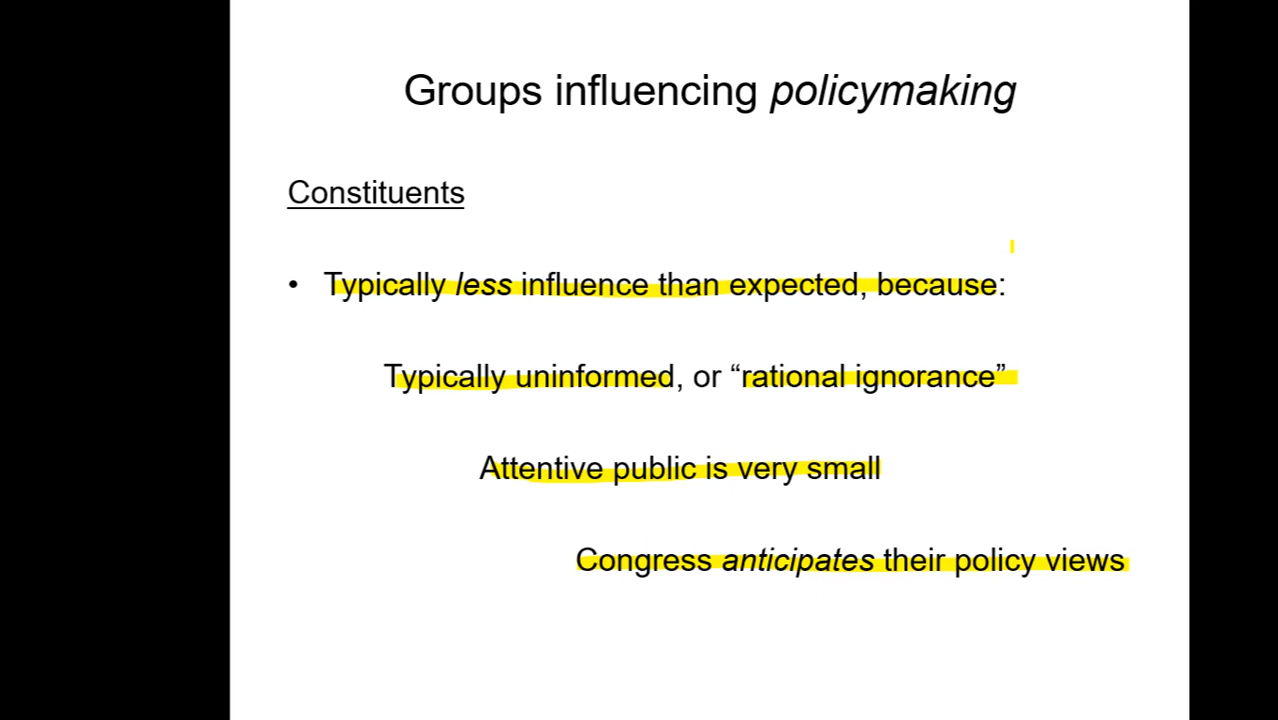 Groups influencing policymaking
Constituents
• Typically less influence than expected, because:
Typically uninformed, or “rational ignorance”
Attentive public is very small
Congress anticipates their policy views